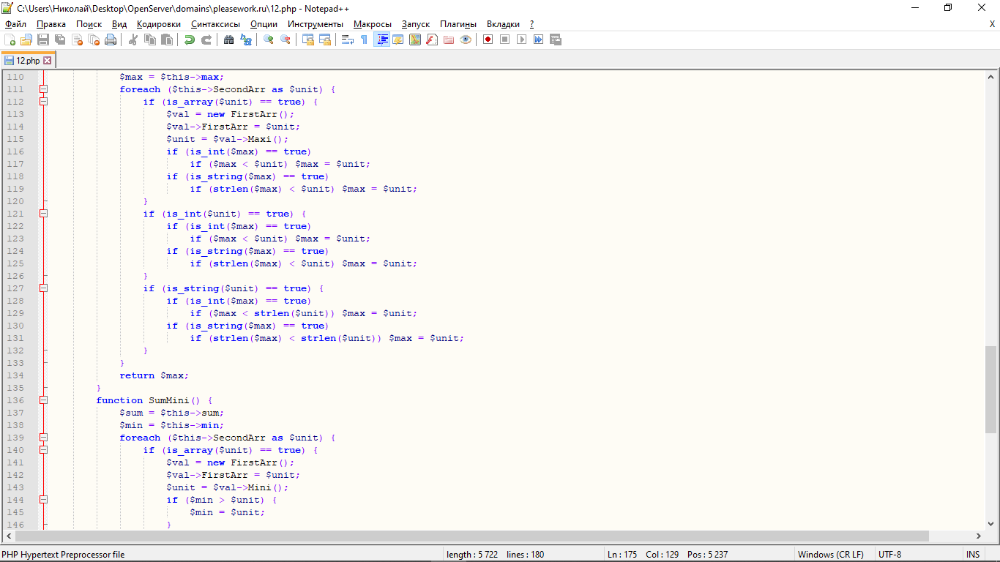 C:\Users\Николай\Desktop\OpenServer\domains\pleasework.ru\12.php - Notepad++
Файл Правка Поиск Вид Кодировки Синтаксисы Опции Инструменты Макросы Запуск Плагины Вкладки ? X
12.php
110 $max = $this->max;
111 foreach ($this->SecondArr as $unit) {
112 if (is_array($unit) == true) {
113 $val = new FirstArr();
114 $val->FirstArr = $unit;
115 $unit = $val->Maxi();
116 if (is_int($max) == true)
117 if ($max < $unit) $max = $unit;
118 if (is_string($max) == true)
119 if (strlen($max) < $unit) $max = $unit;
120 }
121 if (is_int($unit) == true) {
122 if (is_int($max) == true)
123 if ($max < $unit) $max = $unit;
124 if (is_string($max) == true)
125 if (strlen($max) < $unit) $max = $unit;
126 }
127 if (is_string($unit) == true) {
128 if (is_int($max) == true)
129 if ($max < strlen($unit)) $max = $unit;
130 if (is_string($max) == true)
131 if (strlen($max) < strlen($unit)) $max = $unit;
132 }
133 }
134 return $max;
135 }
136 function SumMini() {
137 $sum = $this->sum;
138 $min = $this->min;
139 foreach ($this->SecondArr as $unit) {
140 if (is_array($unit) == true) {
141 $val = new FirstArr();
142 $val->FirstArr = $unit;
143 $unit = $val->Mini();
144 if ($min > $unit) {
145 $min = $unit;
146 }
PHP Hypertext Preprocessor file length : 5 722 lines : 180 Ln : 175 Col : 129 Pos : 5 237 Windows (CR LF) UTF-8 INS